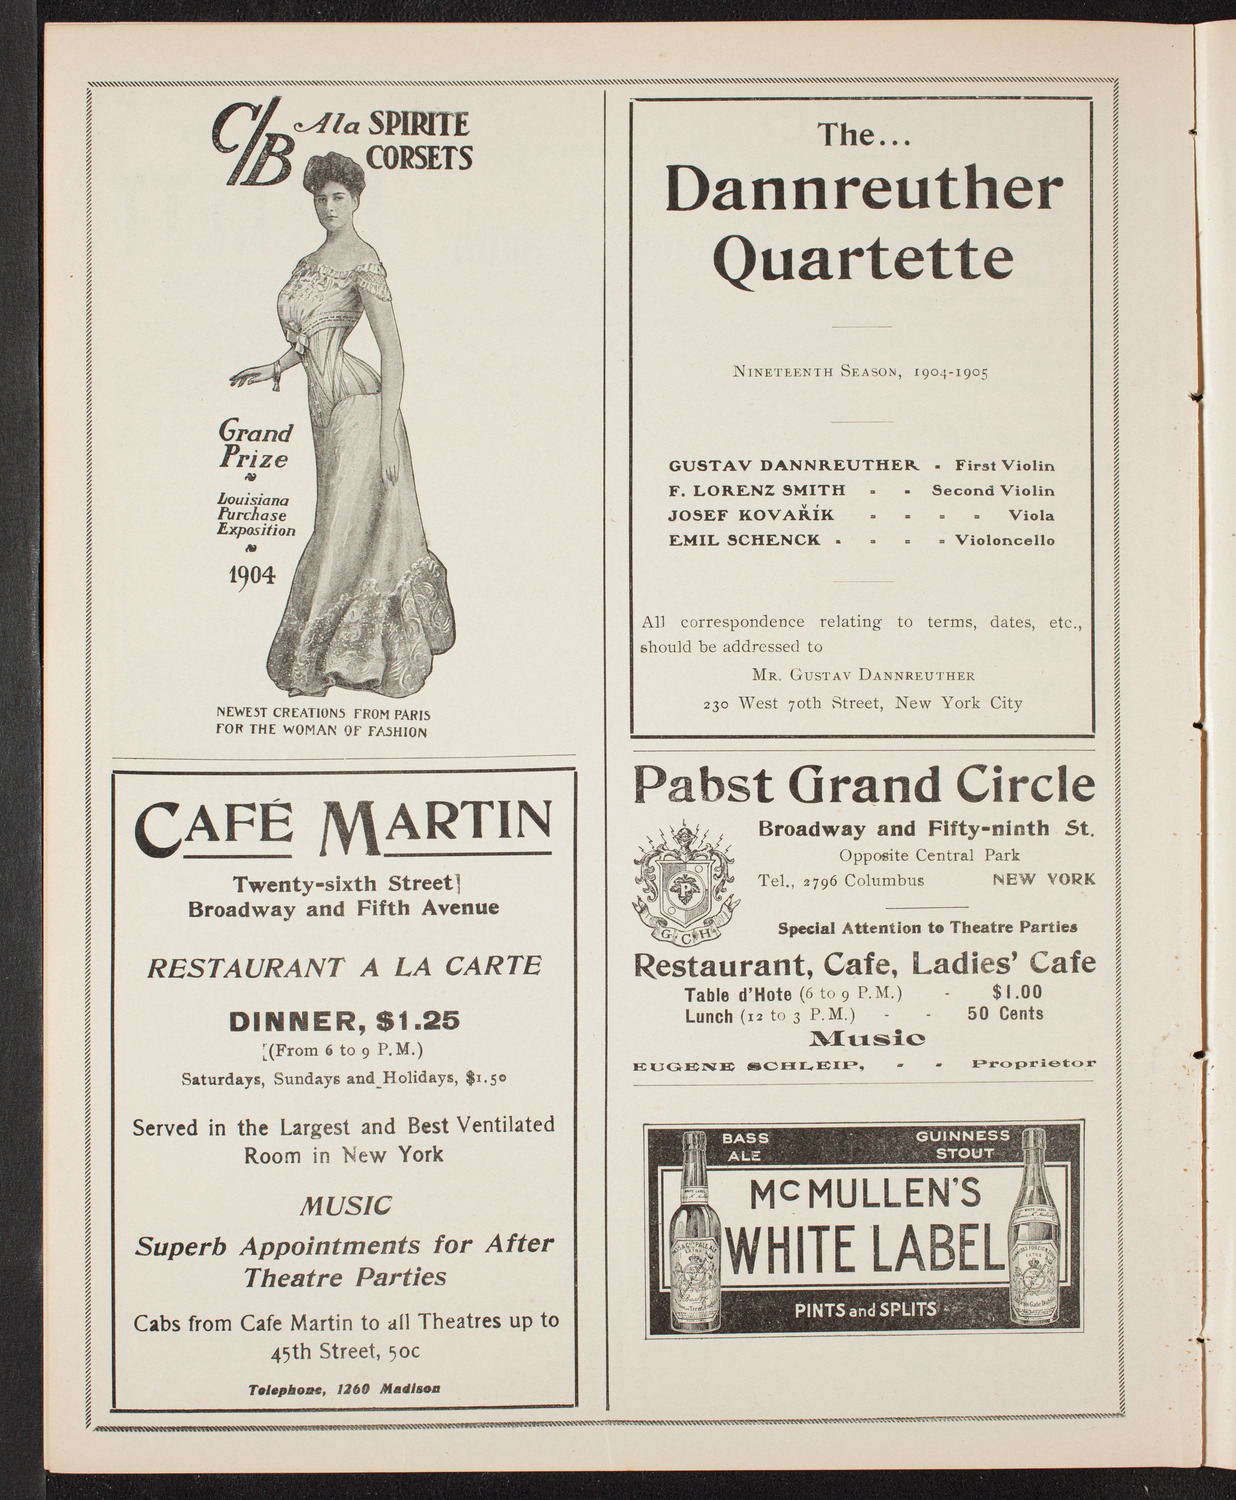 C/B Ala SPIRITE
CORSETS
Grand
Prize
Louisiana
Purchase
Exposition
1904
NEWEST CREATIONS FROM PARIS
FOR THE WOMAN OF FASHION
CAFÉ MARTIN
Twenty-sixth Street
Broadway and Fifth Avenue
RESTAURANT A LA CARTE
DINNER, $1.25
(From 6 to 9 P.M.)
Saturdays, Sundays and Holidays, $1.50
Served in the Largest and Best Ventilated
Room in New York
MUSIC
Superb Appointments for After
Theatre Parties
Cabs from Cafe Martin to all Theatres up to
45th Street, 50c
Telephone, 1260 Madison
The...
Dannreuther
Quartette
NINETEENTH SEASON, 1904-1905
GUSTAV DANNREUTHER - First Violin
F. LORENZ SMITH - - Second Violin
JOSEF KOVAŘÍK - - - - Viola
EMIL SCHENCK - - - - Violoncello
All correspondence relating to terms, dates, etc.,
should be addressed to
MR. GUSTAV DANNREUTHER
230 West 70th Street, New York City
Pabst Grand Circle
Broadway and Fifty-ninth St.
Opposite Central Park
Tel., 2796 Columbus NEW YORK
P
G C H
Special Attention to Theatre Parties
Restaurant, Cafe, Ladies' Cafe
Table d'Hote (6 to 9 P.M.) - $1.00
Lunch (12 to 3 P.M.) - - 50 Cents
Music
EUGENE SCHLEIP, - - Proprietor
BASS
ALE
GUINNESS
STOUT
McMULLEN'S
WHITE LABEL
PINTS and SPLITS